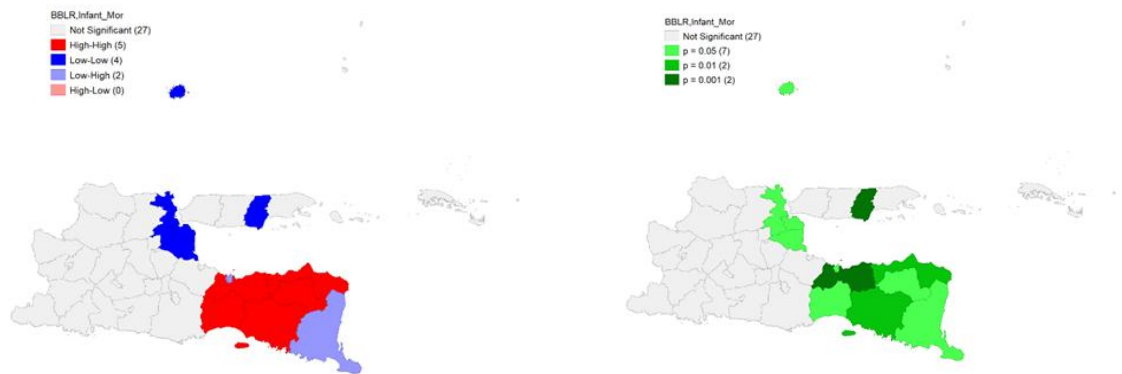 BBLR,Infant_Mor
Not Significant (27)
High-High (5)
Low-Low (4)
Low-High (2)
High-Low (0)
BBLR,Infant_Mor
Not Significant (27)
p = 0.05 (7)
p = 0.01 (2)
p = 0.001 (2)